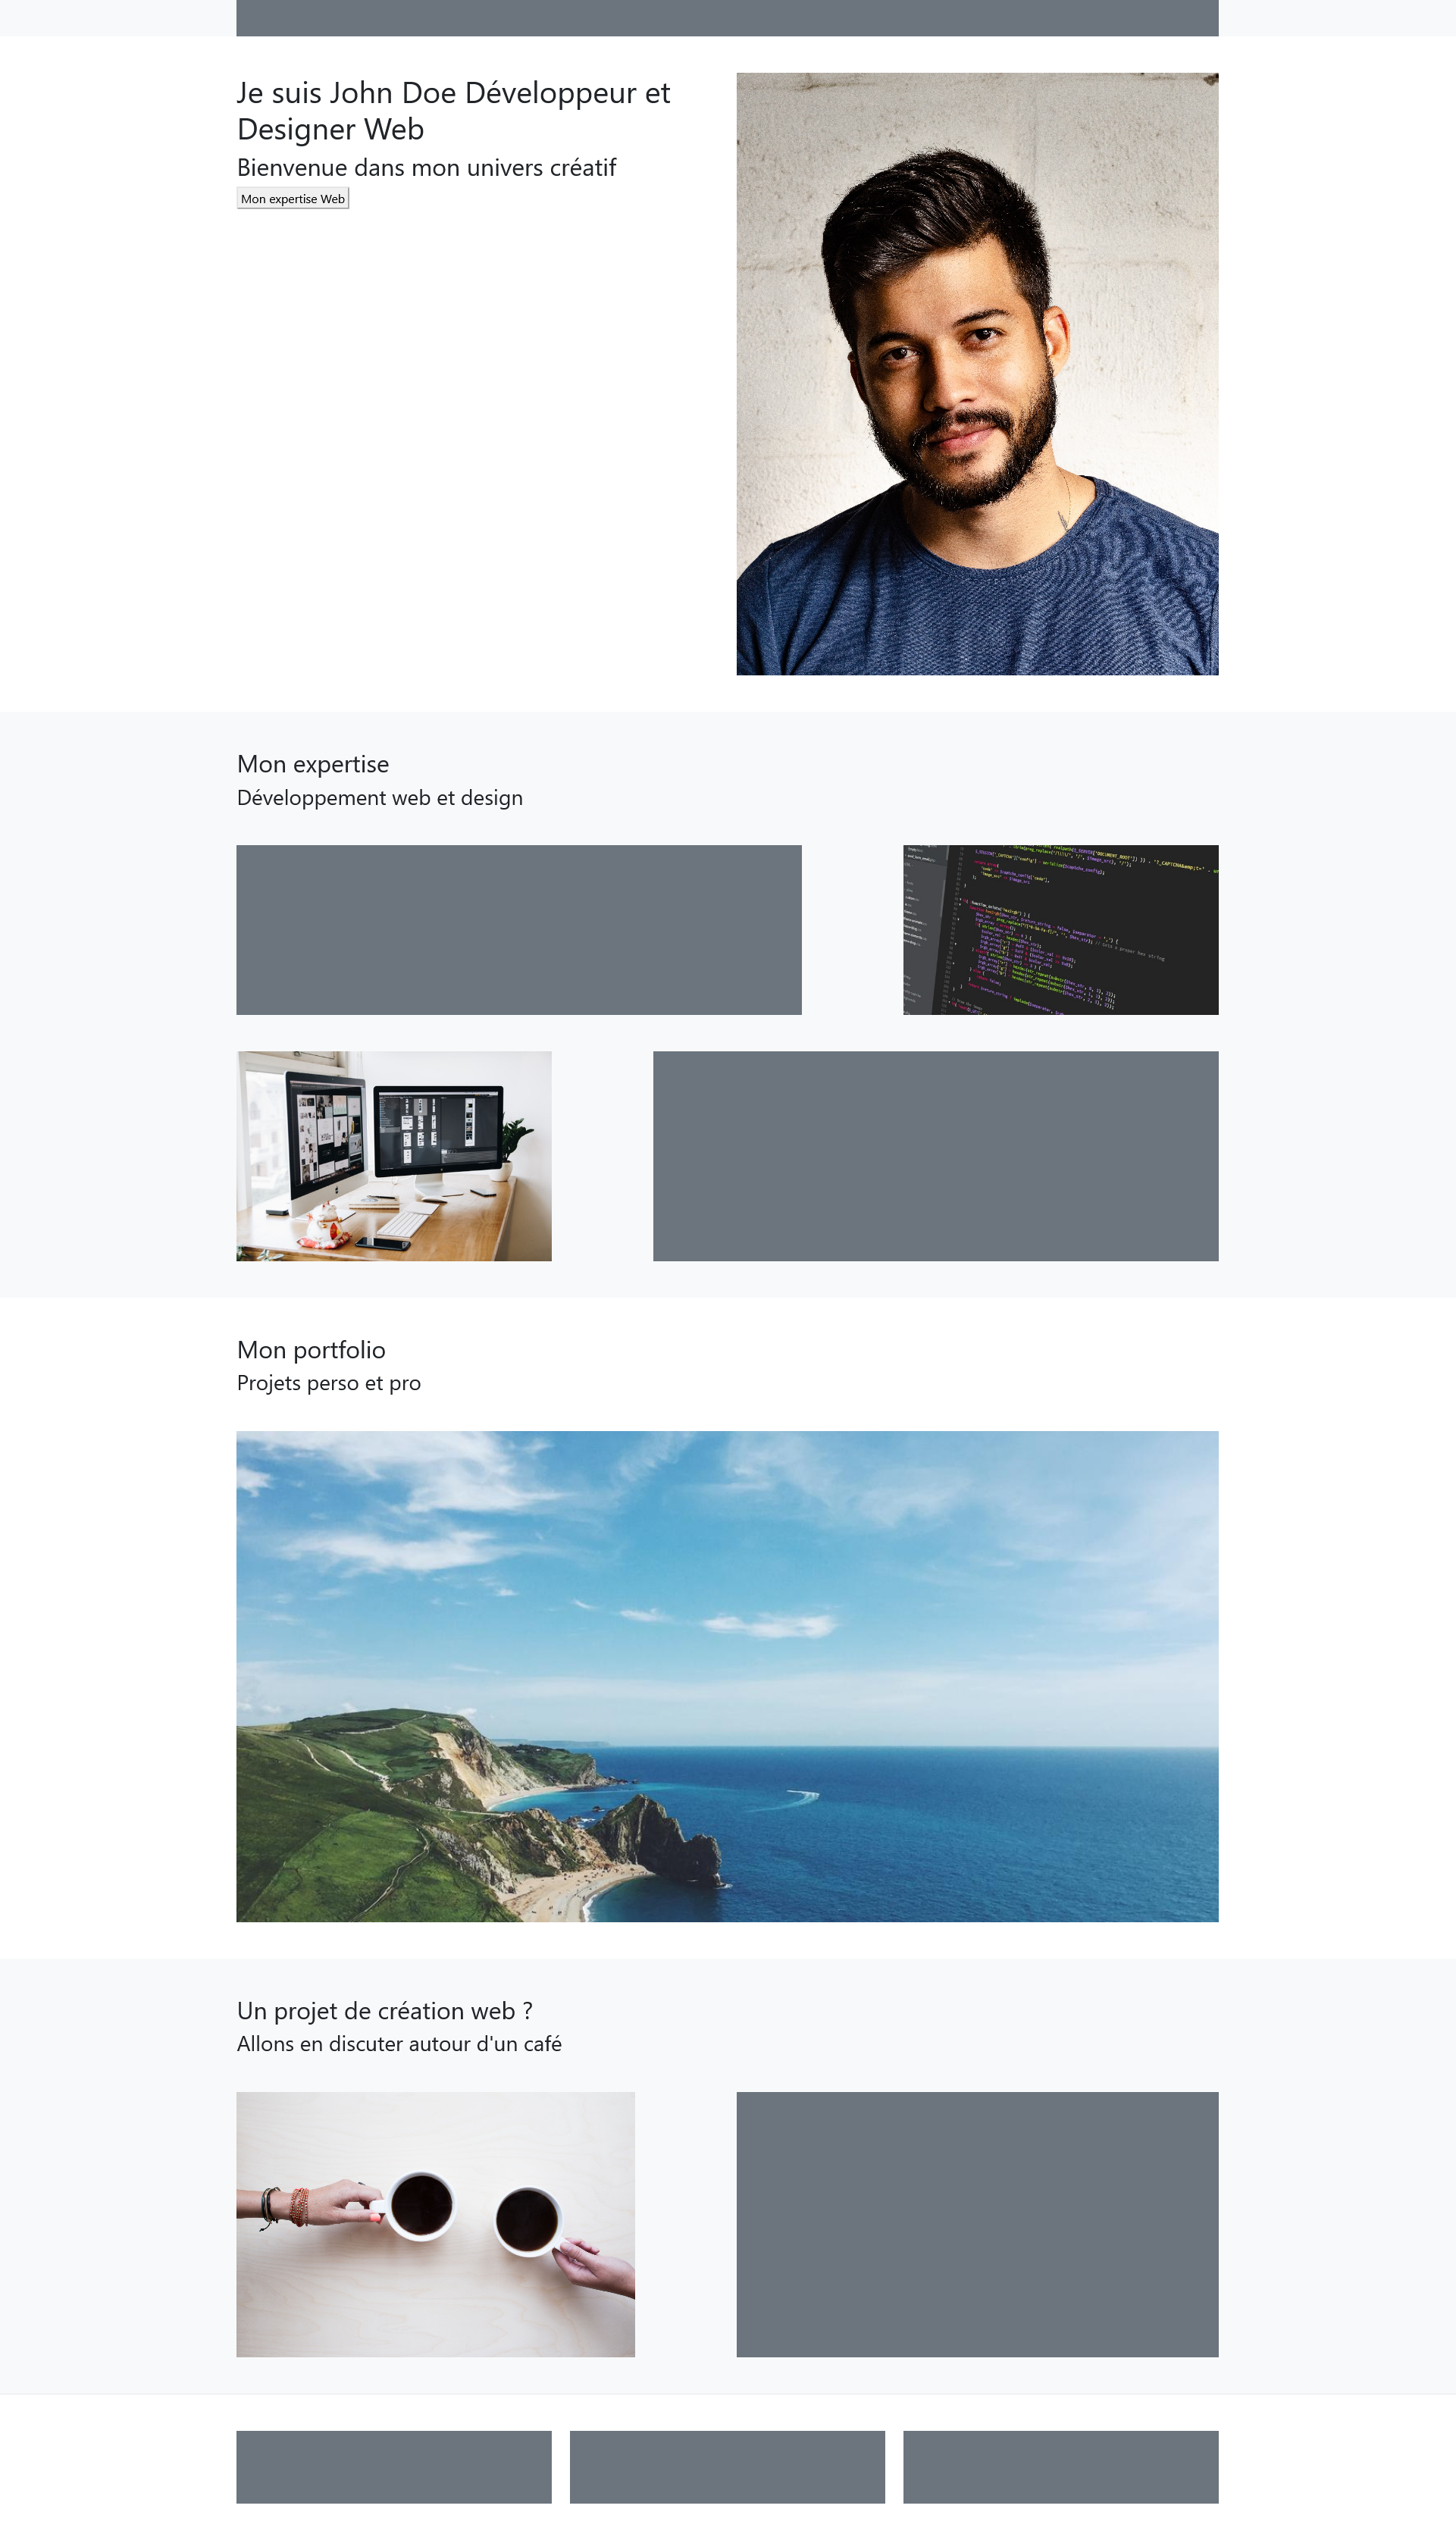 Je suis John Doe Développeur et
Designer Web
Bienvenue dans mon univers créatif
Mon expertise Web
Mon expertise
Développement web et design
Mon portfolio
Projets perso et pro
Un projet de création web ?
Allons en discuter autour d'un café